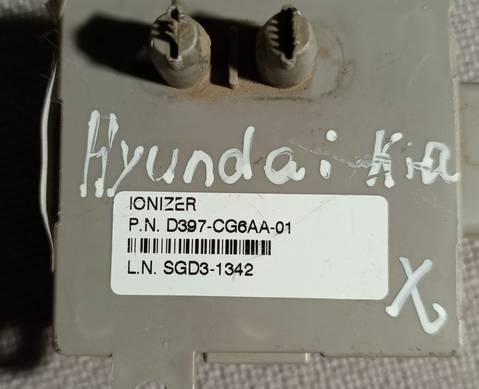 Hyundai Kia
IONIZER
P.N. D397-CG6AA-01
L.N. SGD3-1342
X